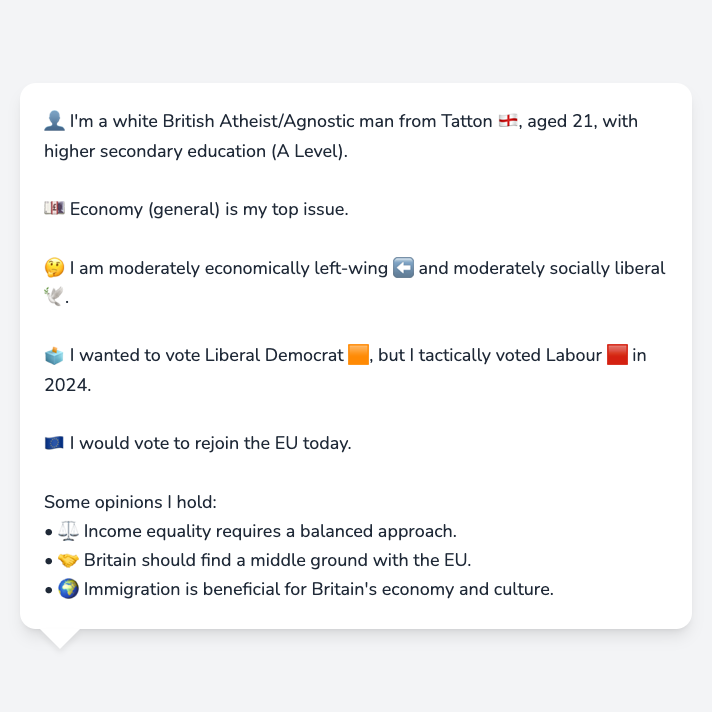 👤 I'm a white British Atheist/Agnostic man from Tatton 🏴󠁧󠁢󠁥󠁮󠁧󠁿, aged 21, with
higher secondary education (A Level).
💷 Economy (general) is my top issue.
🤔 I am moderately economically left-wing ⬅️ and moderately socially liberal
🕊️.
🗳️ I wanted to vote Liberal Democrat 🟧, but I tactically voted Labour 🟥 in
2024.
🇪🇺 I would vote to rejoin the EU today.
Some opinions I hold:
• ⚖️ Income equality requires a balanced approach.
• 🤝 Britain should find a middle ground with the EU.
• 🌍 Immigration is beneficial for Britain's economy and culture.